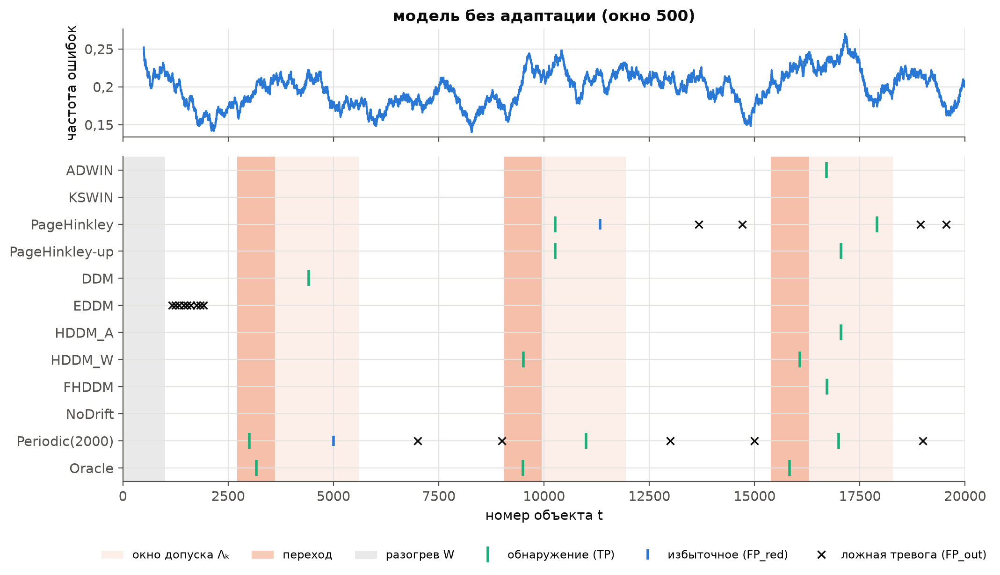 модель без адаптации (окно 500)
частота ошибок
0,25
0,2
0,15
ADWIN
KSWIN
PageHinkley
PageHinkley-up
DDM
EDDM
HDDM_A
HDDM_W
FHDDM
NoDrift
Periodic(2000)
Oracle
0 2500 5000 7500 10000 12500 15000 17500 20000
номер объекта t
окно допуска Λₖ переход разогрев W обнаружение (TP) избыточное (FP_red) ложная тревога (FP_out)